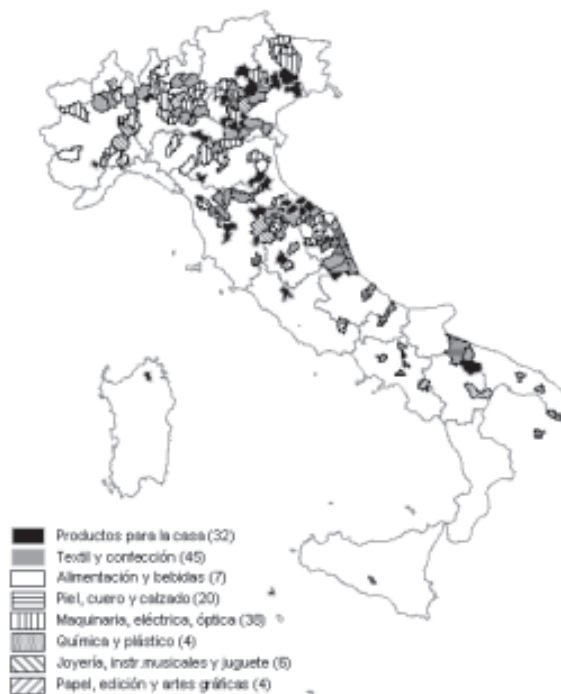 Productos para la casa (32)
Textil y confección (45)
Alimentación y bebidas (7)
Piel, cuero y calzado (20)
Maquinaria, eléctrica, óptica (38)
Química y plástico (4)
Joyería, instr.musicales y juguete (6)
Papel, edición y artes gráficas (4)